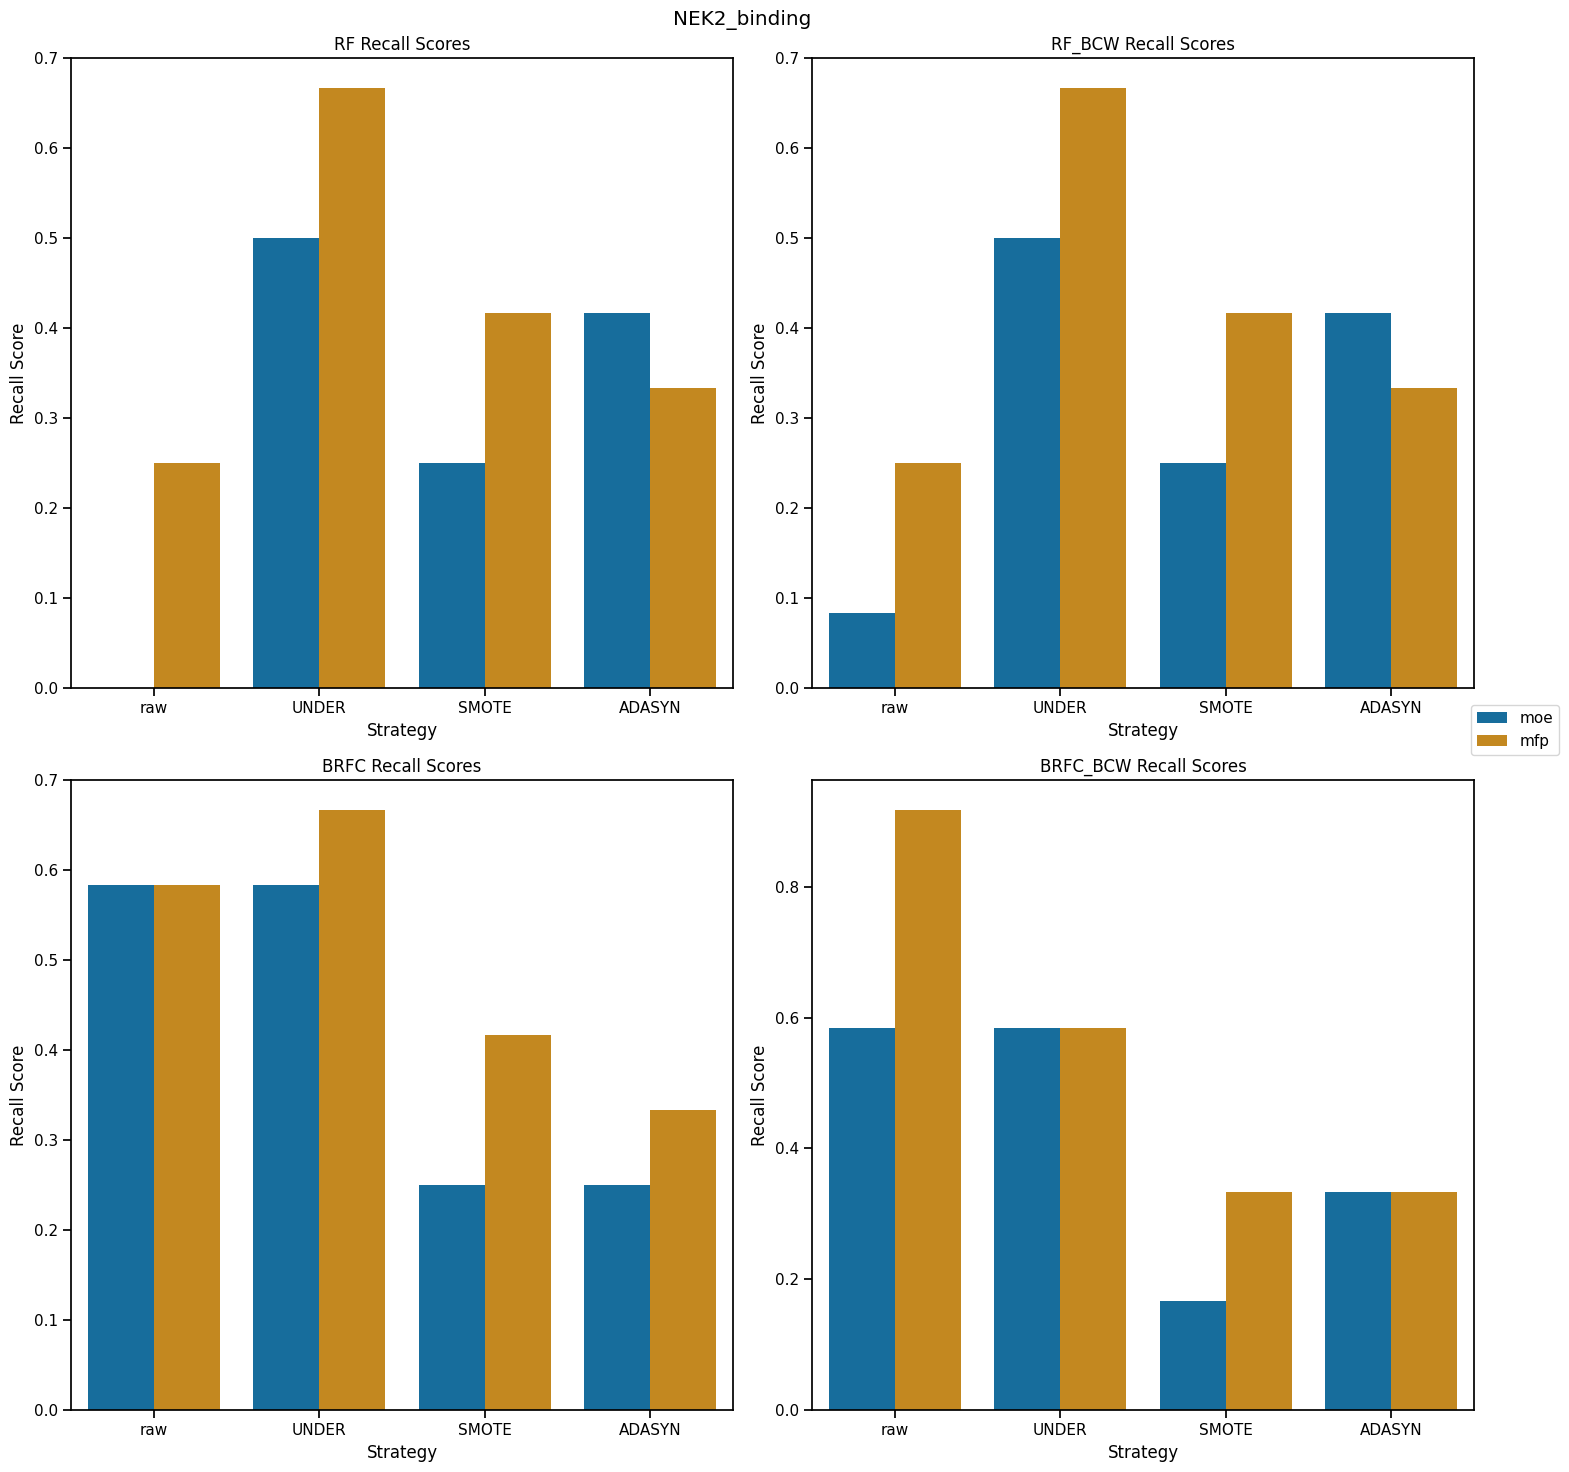 NEK2_binding
RF Recall Scores
0.7
0.6
0.5
0.4
0.3
0.2
0.1
0.0
Recall Score
raw UNDER SMOTE ADASYN
Strategy
RF_BCW Recall Scores
0.7
0.6
0.5
0.4
0.3
0.2
0.1
0.0
Recall Score
raw UNDER SMOTE ADASYN
Strategy
moe
mfp
BRFC Recall Scores
0.7
0.6
0.5
0.4
0.3
0.2
0.1
0.0
Recall Score
raw UNDER SMOTE ADASYN
Strategy
BRFC_BCW Recall Scores
0.8
0.6
0.4
0.2
0.0
Recall Score
raw UNDER SMOTE ADASYN
Strategy